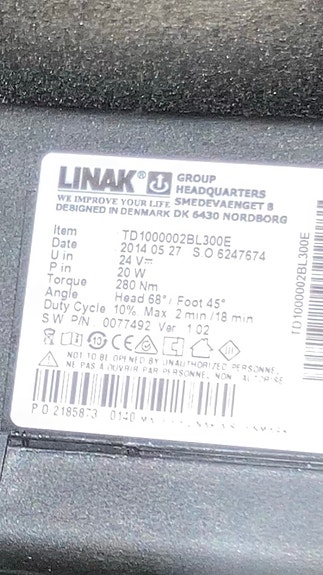 LINAK® GROUP HEADQUARTERS
WE IMPROVE YOUR LIFE SMEDEVAENGET 8
DESIGNED IN DENMARK DK 6430 NORDBORG
Item TD1000002BL300E
Date 2014 05 27 S O 6247674
U in 24 V
P in 20 W
Torque 280 Nm
Angle Head 68° / Foot 45°
Duty Cycle 10% Max 2 min / 18 min
S W P/N 0077492 Ver 1.02
NOT TO BE OPENED BY UNAUTHORIZED PERSONNEL
NE PAS A OUVRIR PAR PERSONNEL NON AUTORISE
P O 2185873 0140
TD1000002BL300E